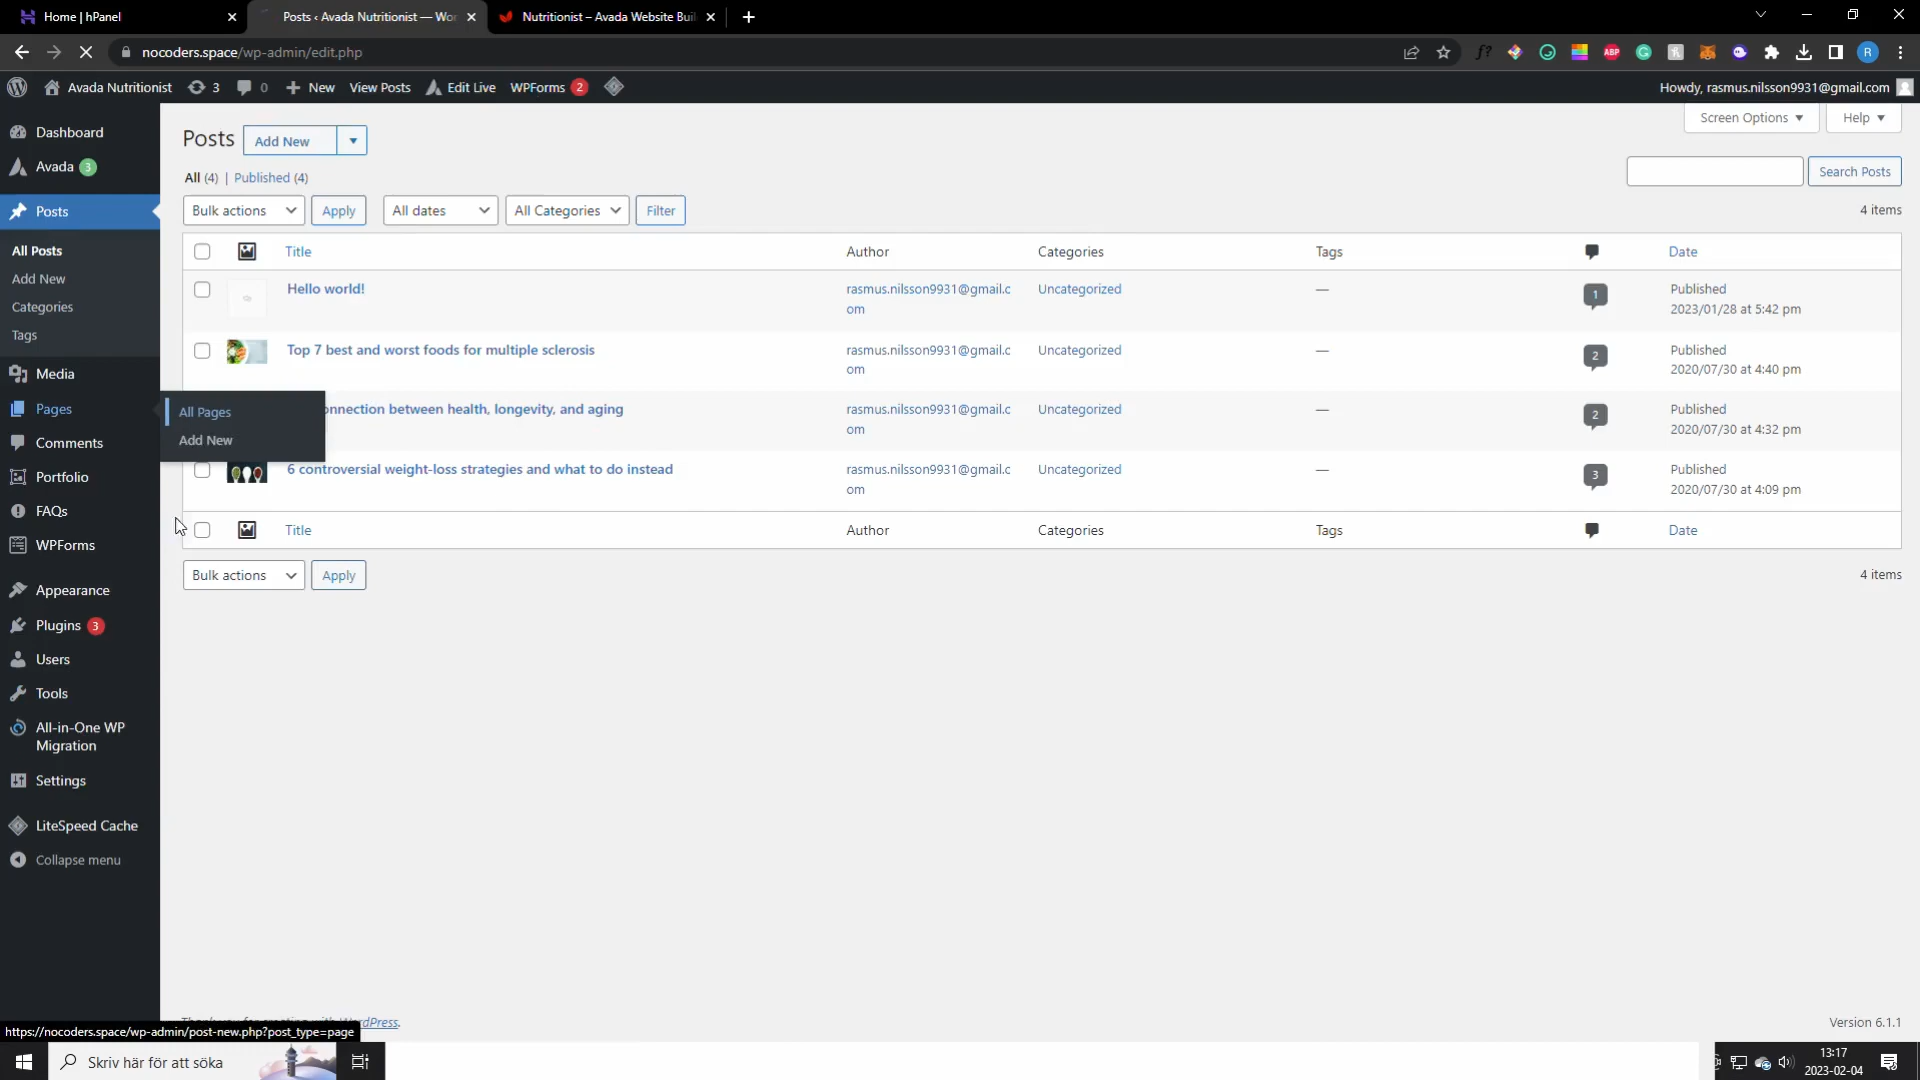 Home | hPanel
Posts ‹ Avada Nutritionist — Wor
Nutritionist – Avada Website Buil
nocoders.space/wp-admin/edit.php
ABP
R
Avada Nutritionist
3
0
New
View Posts
Edit Live
WPForms 2
Howdy, rasmus.nilsson9931@gmail.com
Dashboard
Avada 3
Posts
All Posts
Add New
Categories
Tags
Media
Pages
All Pages
Add New
Comments
Portfolio
FAQs
WPForms
Appearance
Plugins 3
Users
Tools
All-in-One WP
Migration
Settings
LiteSpeed Cache
Collapse menu
Posts
Add New
Screen Options
Help
All (4) | Published (4)
Search Posts
Bulk actions
Apply
All dates
All Categories
Filter
4 items
Title
Author
Categories
Tags
Date
Hello world!
rasmus.nilsson9931@gmail.c
om
Uncategorized
—
1
Published
2023/01/28 at 5:42 pm
Top 7 best and worst foods for multiple sclerosis
rasmus.nilsson9931@gmail.c
om
Uncategorized
—
2
Published
2020/07/30 at 4:40 pm
onnection between health, longevity, and aging
rasmus.nilsson9931@gmail.c
om
Uncategorized
—
2
Published
2020/07/30 at 4:32 pm
6 controversial weight-loss strategies and what to do instead
rasmus.nilsson9931@gmail.c
om
Uncategorized
—
3
Published
2020/07/30 at 4:09 pm
Title
Author
Categories
Tags
Date
Bulk actions
Apply
4 items
Version 6.1.1
https://nocoders.space/wp-admin/post-new.php?post_type=page
Skriv här för att söka
13:17
2023-02-04